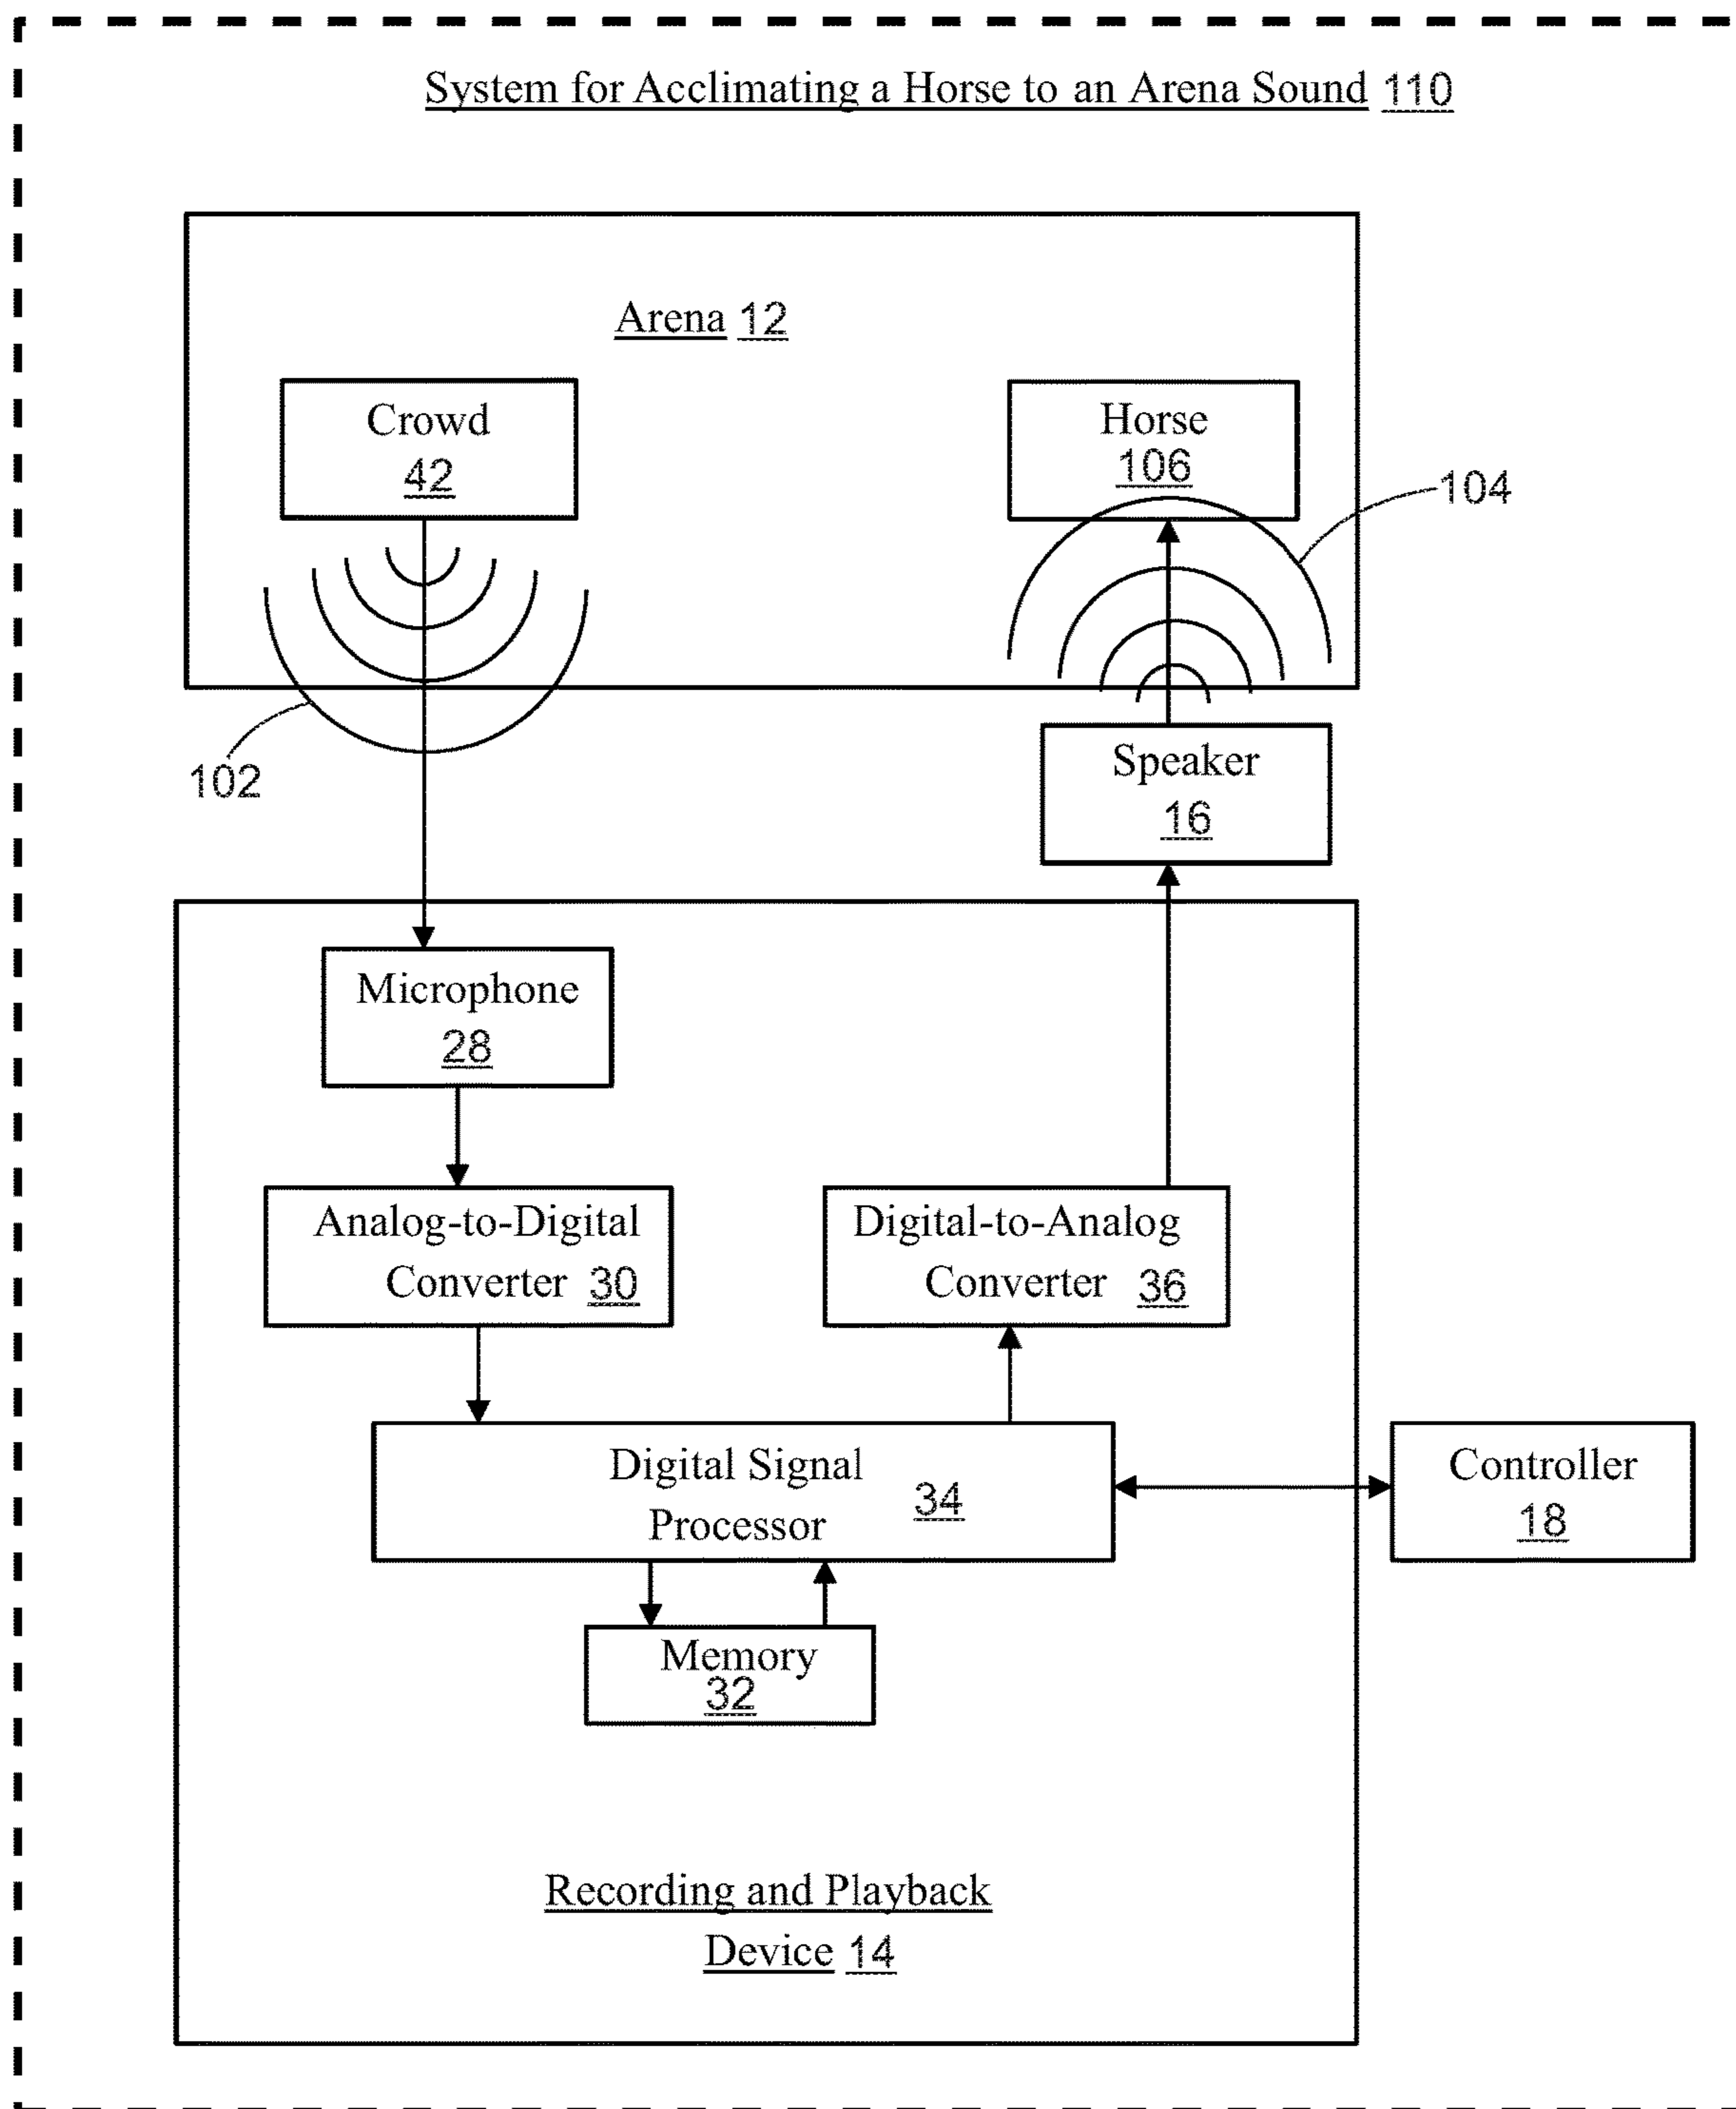 System for Acclimating a Horse to an Arena Sound 110
Arena 12
Crowd
42
Horse
106
104
102
Speaker
16
Microphone
28
Analog-to-Digital
Converter 30
Digital-to-Analog
Converter 36
Digital Signal
Processor
34
Controller
18
Memory
32
Recording and Playback
Device 14